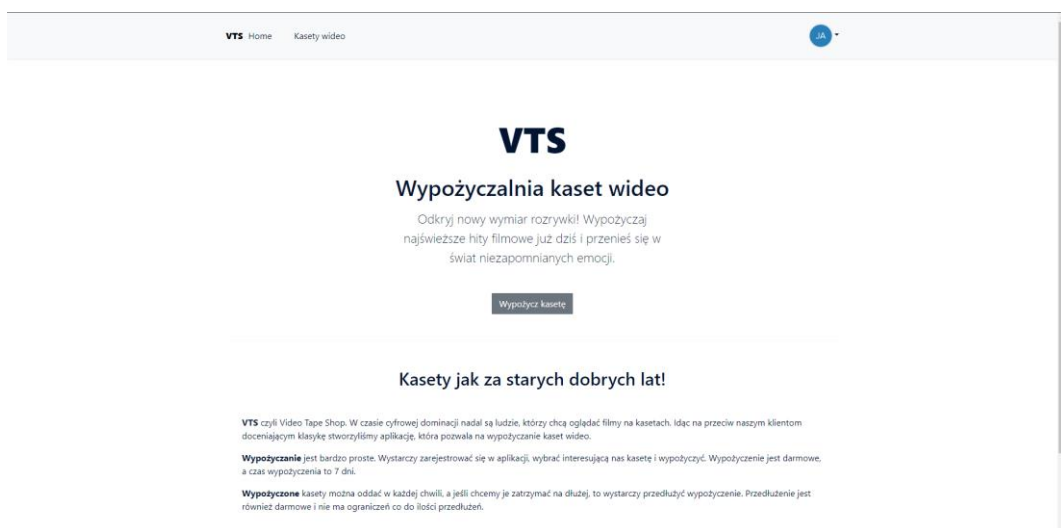 VTS Home Kasety wideo JA
VTS
Wypożyczalnia kaset wideo
Odkryj nowy wymiar rozrywki! Wypożyczaj
najświeższe hity filmowe już dziś i przenieś się w
świat niezapomnianych emocji.
Wypożycz kasetę
Kasety jak za starych dobrych lat!
VTS czyli Video Tape Shop. W czasie cyfrowej dominacji nadal są ludzie, którzy chcą oglądać filmy na kasetach. Idąc na przeciw naszym klientom
doceniającym klasykę stworzyliśmy aplikację, która pozwala na wypożyczanie kaset wideo.
Wypożyczanie jest bardzo proste. Wystarczy zarejestrować się w aplikacji, wybrać interesującą nas kasetę i wypożyczyć. Wypożyczenie jest darmowe,
a czas wypożyczenia to 7 dni.
Wypożyczone kasety można oddać w każdej chwili, a jeśli chcemy je zatrzymać na dłużej, to wystarczy przedłużyć wypożyczenie. Przedłużenie jest
również darmowe i nie ma ograniczeń co do ilości przedłużeń.